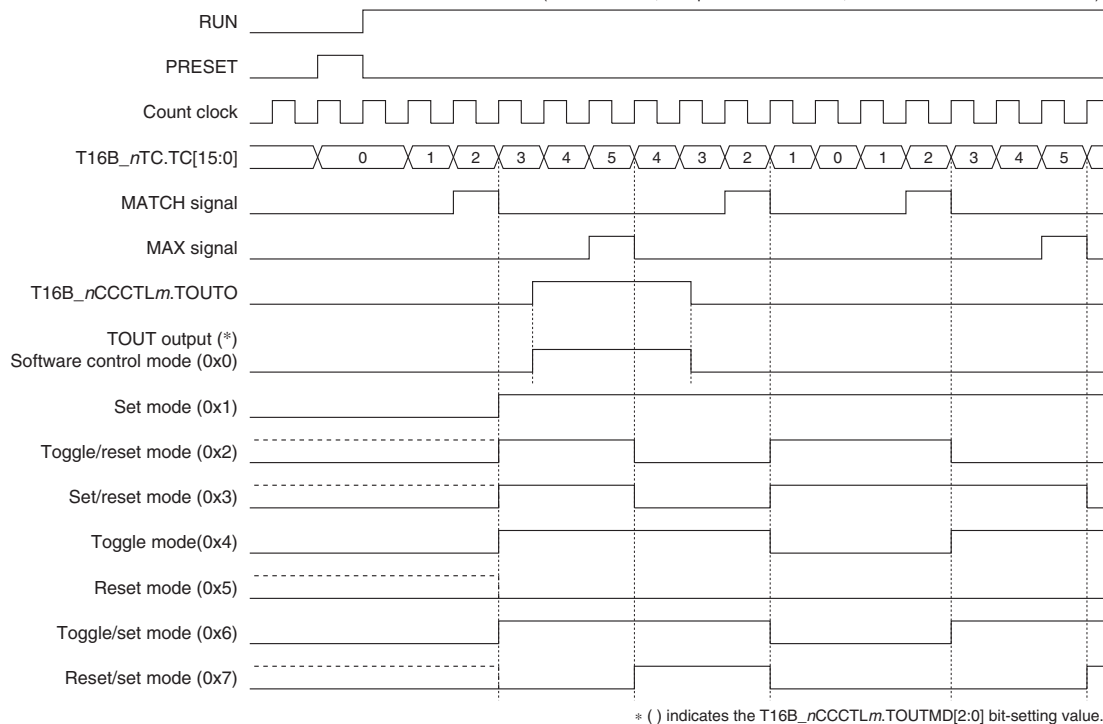 RUN
PRESET
Count clock
T16B_nTC.TC[15:0] 0 1 2 3 4 5 4 3 2 1 0 1 2 3 4 5
MATCH signal
MAX signal
T16B_nCCCTLm.TOUTO
TOUT output (*)
Software control mode (0x0)
Set mode (0x1)
Toggle/reset mode (0x2)
Set/reset mode (0x3)
Toggle mode(0x4)
Reset mode (0x5)
Toggle/set mode (0x6)
Reset/set mode (0x7)
* ( ) indicates the T16B_nCCCTLm.TOUTMD[2:0] bit-setting value.